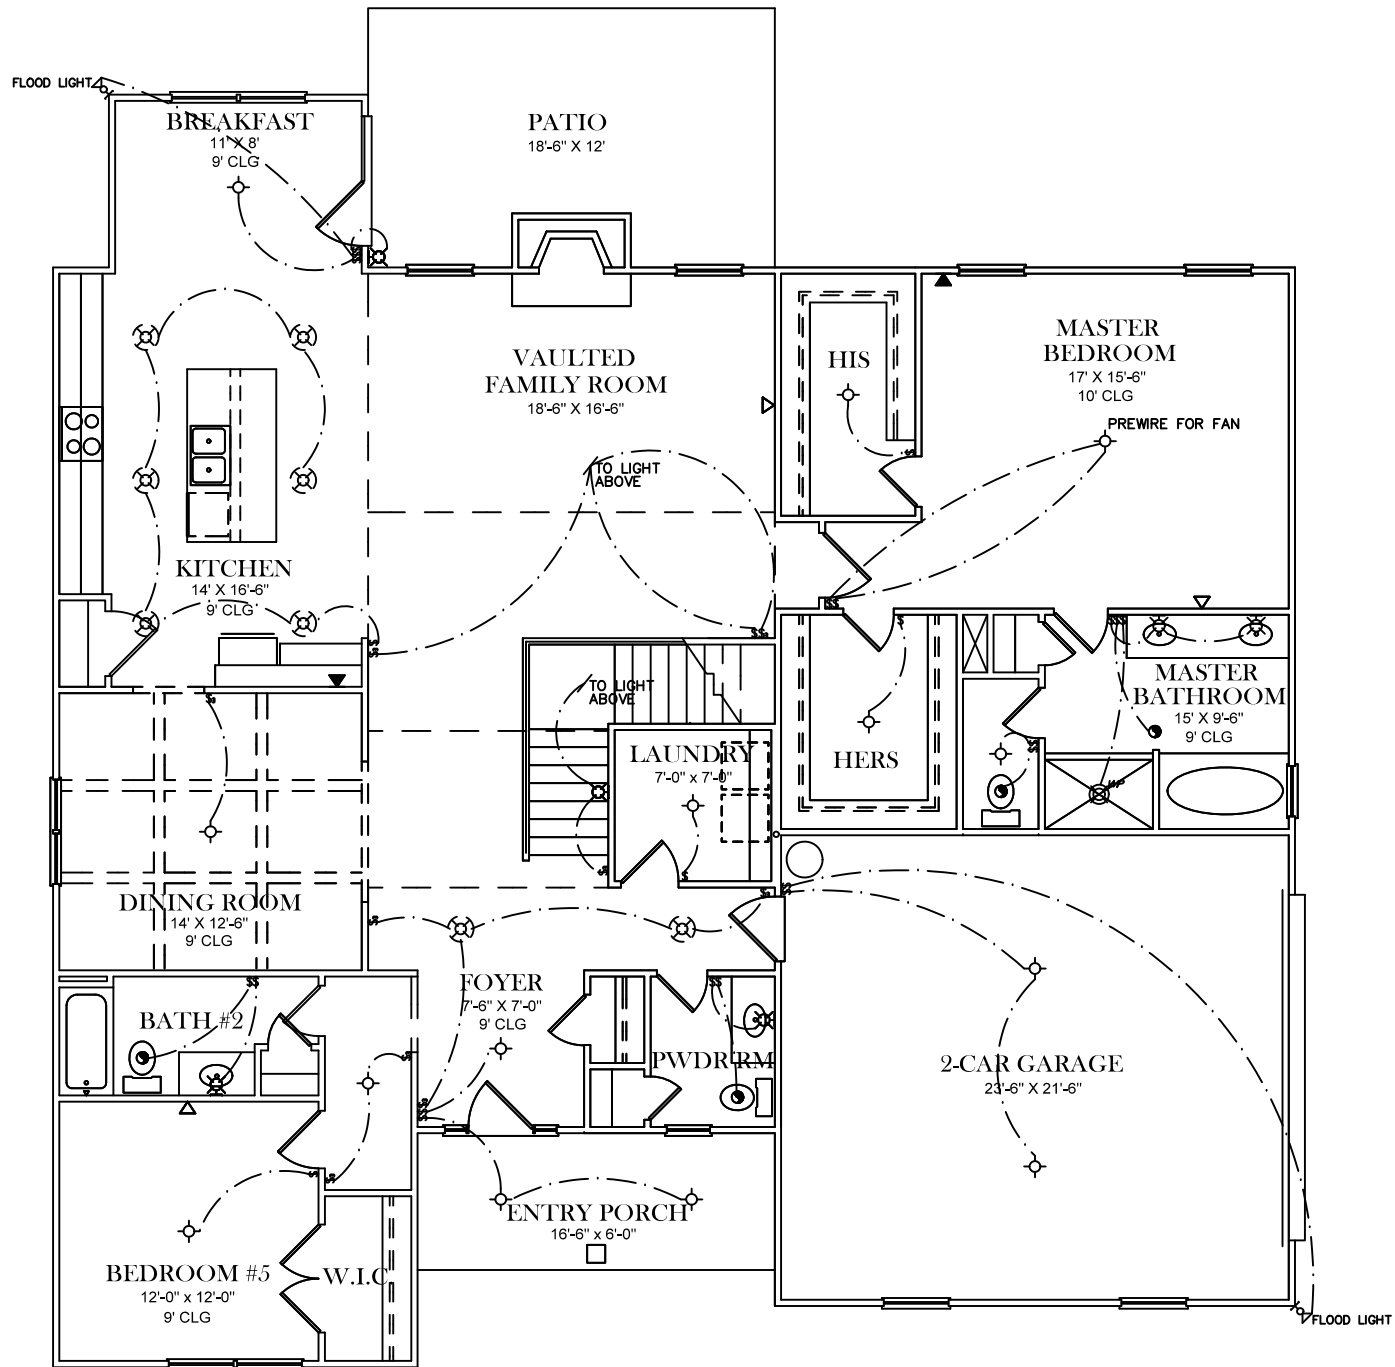 FLOOD LIGHT
BREAKFAST
11' X 8'
9' CLG
PATIO
18'-6" X 12'
VAULTED
FAMILY ROOM
18'-6" X 16'-6"
HIS
MASTER
BEDROOM
17' X 15'-6"
10' CLG
PREWIRE FOR FAN
TO LIGHT
ABOVE
KITCHEN
14' X 16'-6"
9' CLG
TO LIGHT
ABOVE
MASTER
BATHROOM
15' X 9'-6"
9' CLG
LAUNDRY
7'-0" x 7'-0"
HERS
WP
DINING ROOM
14' X 12'-6"
9' CLG
FOYER
7'-6" X 7'-0"
9' CLG
BATH #2
PWDR RM
2-CAR GARAGE
23'-6" X 21'-6"
ENTRY PORCH
16'-6" x 6'-0"
BEDROOM #5
12'-0" x 12'-0"
9' CLG
W.I.C
FLOOD LIGHT